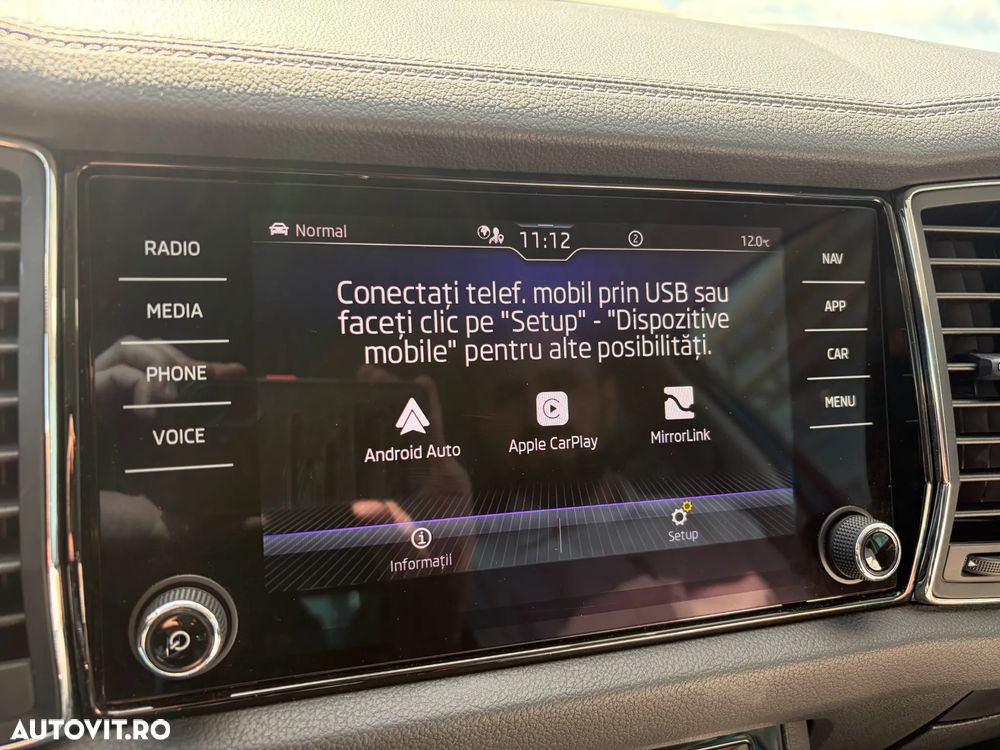 Normal
11:12
2
12.0°C
RADIO
MEDIA
PHONE
VOICE
NAV
APP
CAR
MENU
Conectați telef. mobil prin USB sau
faceți clic pe "Setup" - "Dispozitive
mobile" pentru alte posibilități.
Android Auto
Apple CarPlay
MirrorLink
Informații
Setup
AUTOVIT.RO